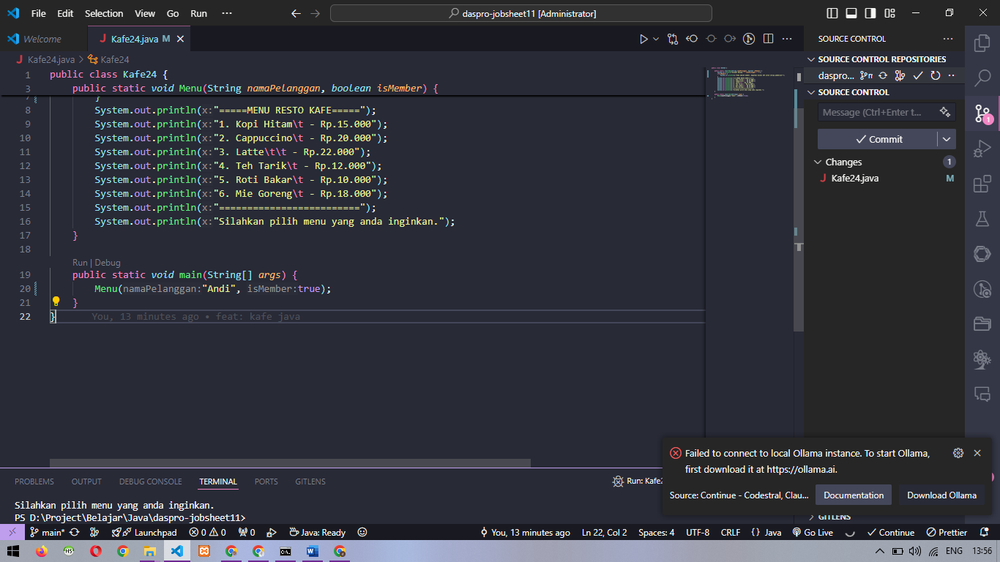 File Edit Selection View Go Run ··· daspro-jobsheet11 [Administrator]
Welcome
Kafe24.java M
SOURCE CONTROL
Kafe24.java > Kafe24
SOURCE CONTROL REPOSITORIES
daspro...
SOURCE CONTROL
Message (Ctrl+Enter t...
Commit
Changes 1
Kafe24.java M
1 public class Kafe24 {
3 public static void Menu(String namaPelanggan, boolean isMember) {
7 }
8 System.out.println(x:"=====MENU RESTO KAFE=====");
9 System.out.println(x:"1. Kopi Hitam\t - Rp.15.000");
10 System.out.println(x:"2. Cappuccino\t - Rp.20.000");
11 System.out.println(x:"3. Latte\t\t - Rp.22.000");
12 System.out.println(x:"4. Teh Tarik\t - Rp.12.000");
13 System.out.println(x:"5. Roti Bakar\t - Rp.10.000");
14 System.out.println(x:"6. Mie Goreng\t - Rp.18.000");
15 System.out.println(x:"=========================");
16 System.out.println(x:"Silahkan pilih menu yang anda inginkan.");
17 }
18
Run | Debug
19 public static void main(String[] args) {
20 Menu(namaPelanggan:"Andi", isMember:true);
21 }
22 } You, 13 minutes ago • feat: kafe java
1
Failed to connect to local Ollama instance. To start Ollama,
first download it at https://ollama.ai.
Source: Continue - Codestral, Clau... Documentation Download Ollama
GITLENS
PROBLEMS OUTPUT DEBUG CONSOLE TERMINAL PORTS GITLENS
Run: Kafe2
Silahkan pilih menu yang anda inginkan.
PS D:\Project\Belajar\Java\daspro-jobsheet11>
main* Launchpad 0 0 0 Java: Ready You, 13 minutes ago Ln 22, Col 2 Spaces: 4 UTF-8 CRLF {} Java Go Live Continue Prettier
HS ENG 13:56